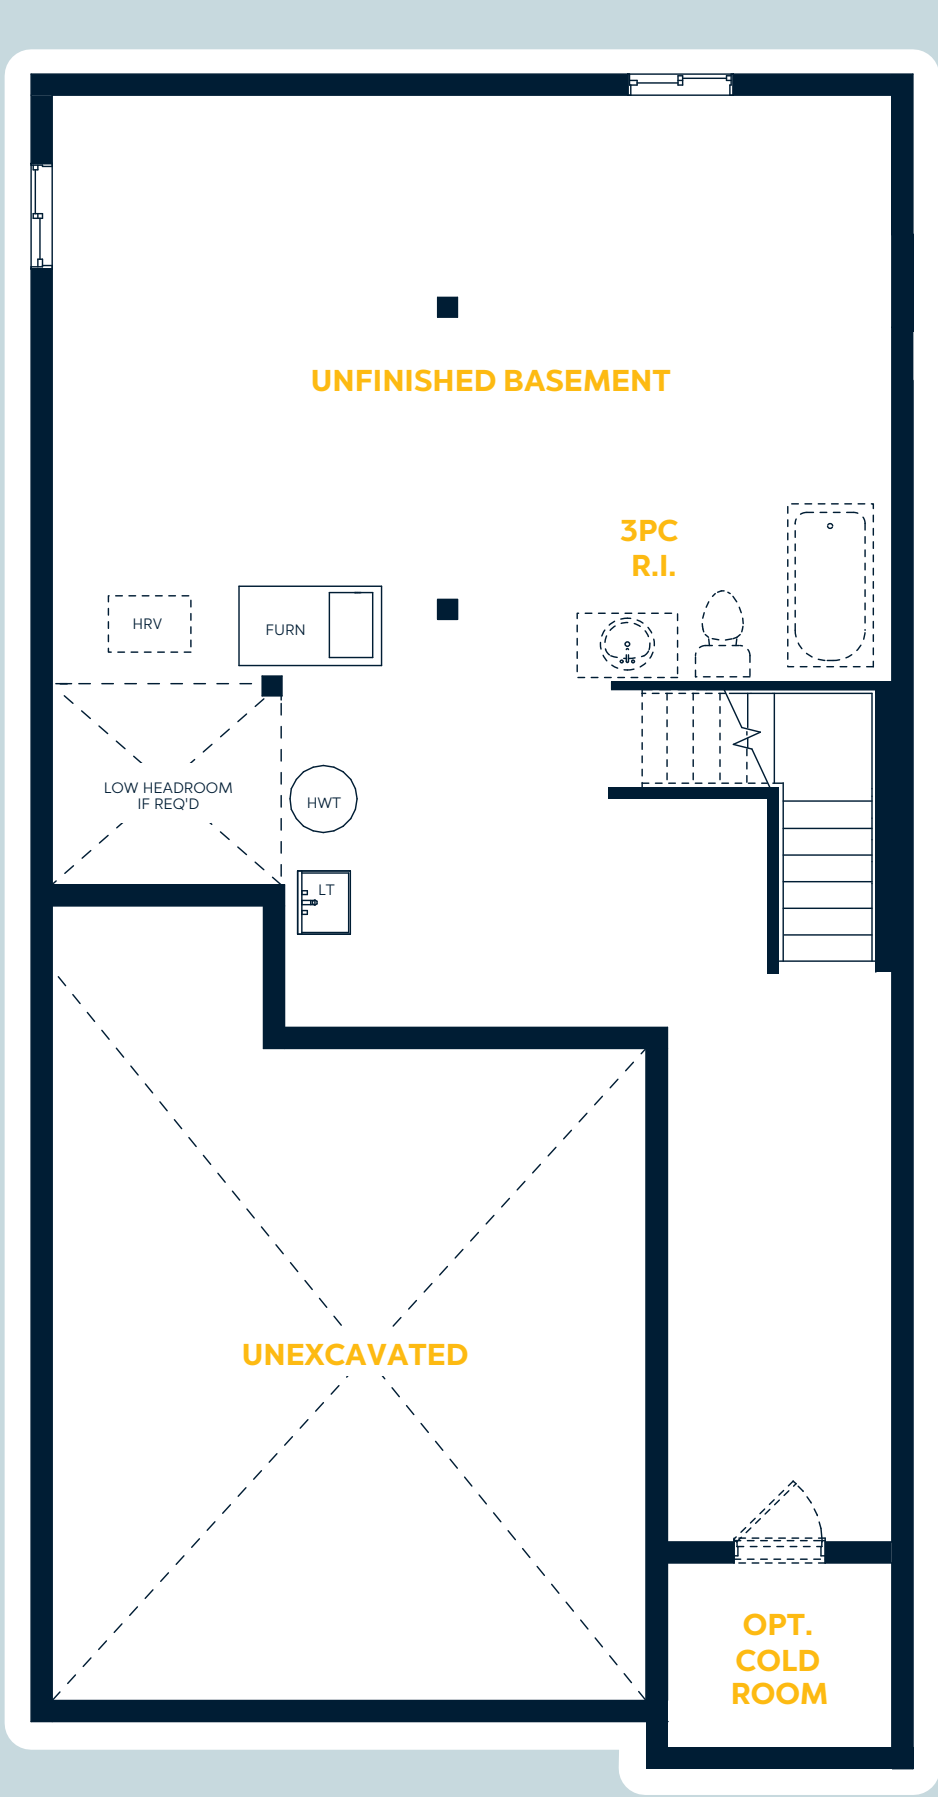 UNFINISHED BASEMENT
3PC
R.I.
HRV
FURN
LOW HEADROOM
IF REQ'D
HWT
LT
UNEXCAVATED
OPT.
COLD
ROOM